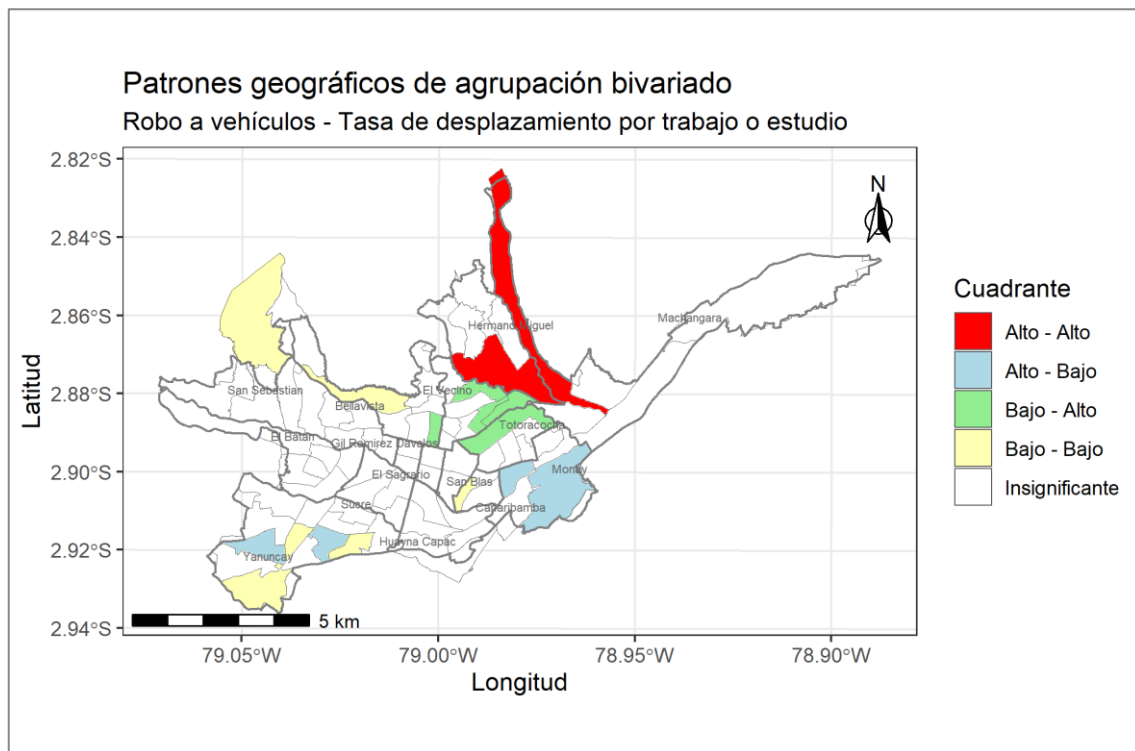 Patrones geográficos de agrupación bivariado
Robo a vehículos - Tasa de desplazamiento por trabajo o estudio
2.82°S
2.84°S
2.86°S
2.88°S
2.90°S
2.92°S
2.94°S
Latitud
N
Machangara
Hermano Miguel
San Sebastian
El Vecino
Bellavista
Totoracocha
El Batan
Gil Ramirez Davalos
El Sagrario
Monay
San Blas
Sucre
Cañaribamba
Huayna Capac
Yanuncay
5 km
79.05°W
79.00°W
78.95°W
78.90°W
Longitud
Cuadrante
Alto - Alto
Alto - Bajo
Bajo - Alto
Bajo - Bajo
Insignificante